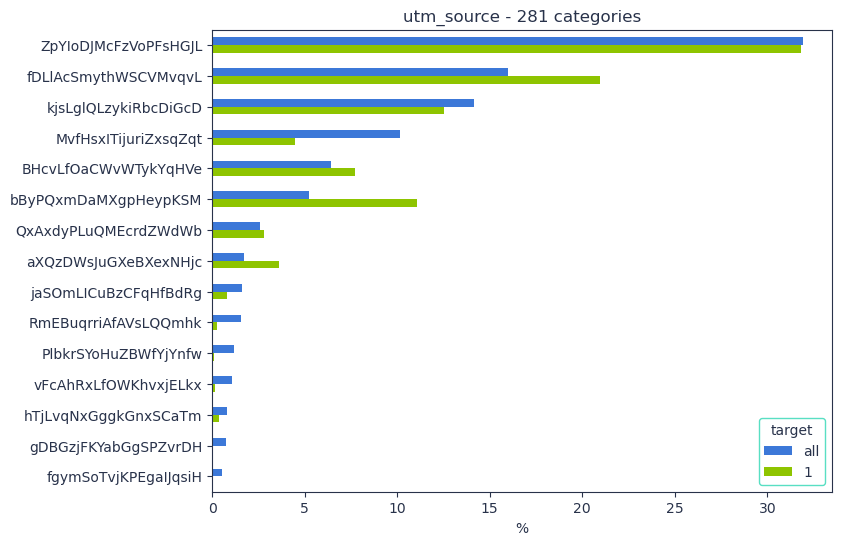 utm_source - 281 categories
ZpYIoDJMcFzVoPFsHGJL
fDLlAcSmythWSCVMvqvL
kjsLglQLzykiRbcDiGcD
MvfHsxITijuriZxsqZqt
BHcvLfOaCWvWTykYqHVe
bByPQxmDaMXgpHeypKSM
QxAxdyPLuQMEcrdZWdWb
aXQzDWsJuGXeBXexNHjc
jaSOmLICuBzCFqHfBdRg
RmEBuqrriAfAVsLQQmhk
PlbkrSYoHuZBWfYjYnfw
vFcAhRxLfOWKhvxjELkx
hTjLvqNxGggkGnxSCaTm
gDBGzjFKYabGgSPZvrDH
fgymSoTvjKPEgaIJqsiH
target
all
1
0 5 10 15 20 25 30
%